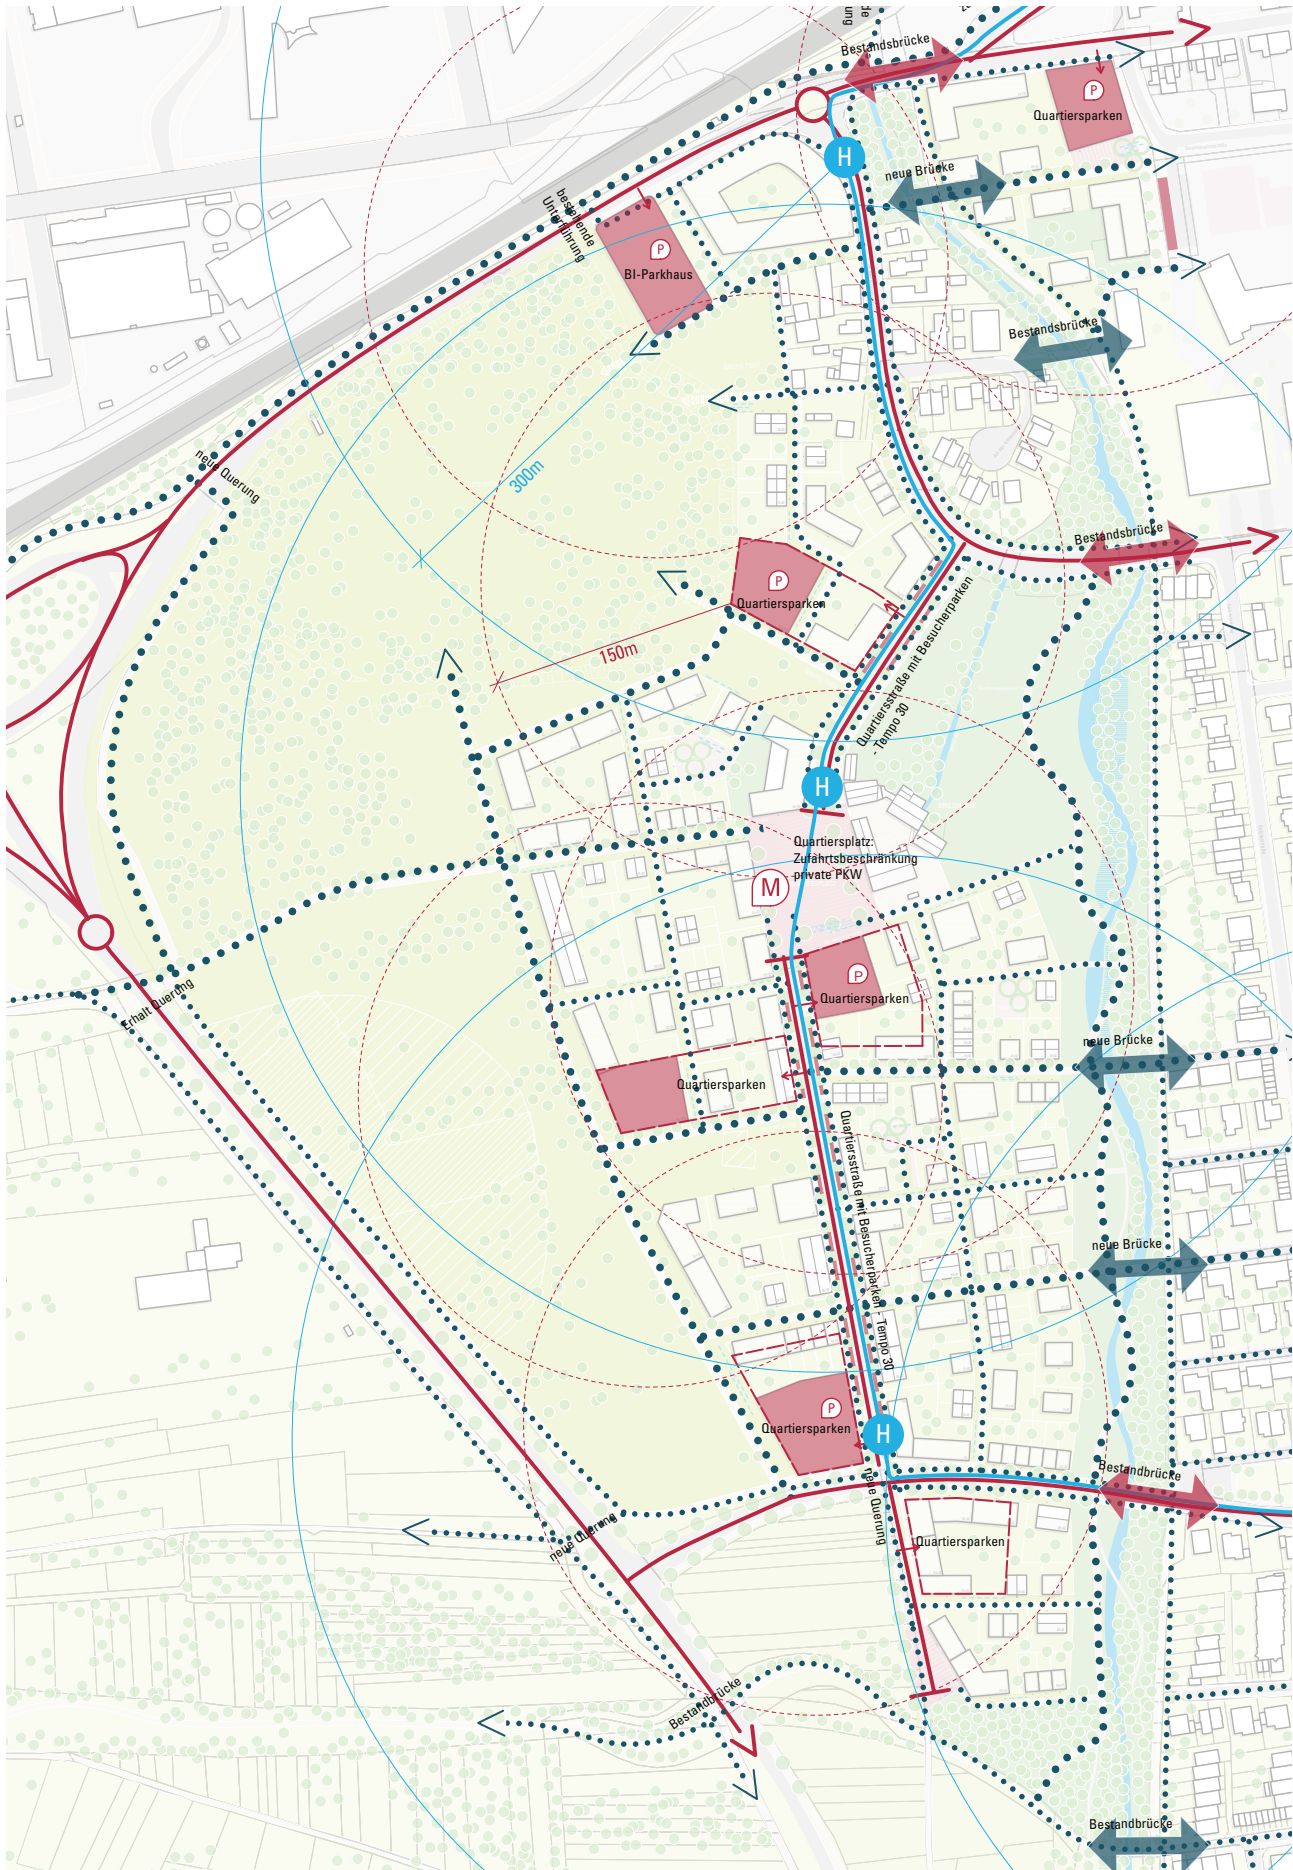 Bestandsbrücke
P
Quartiersparken
H
neue Brücke
bestehende
Unterführung
P
BI-Parkhaus
Bestandsbrücke
neue Querung
300m
Bestandsbrücke
P
Quartiersparken
150m
Quartiersstraße mit Besucherparken
- Tempo 30
H
Quartiersplatz:
Zufahrtsbeschränkung
private PKW
M
P
Quartiersparken
Erhalt Querung
neue Brücke
Quartiersparken
Quartiersstraße mit Besucherparken - Tempo 30
neue Brücke
P
Quartiersparken
H
Bestandbrücke
neue Querung
neue Querung
Quartiersparken
Bestandbrücke
Bestandbrücke